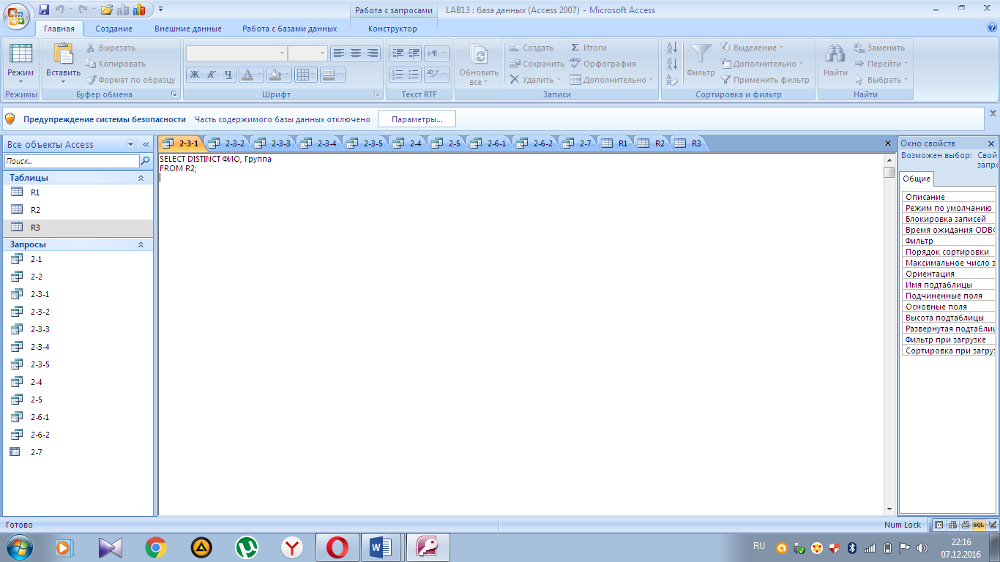 Работа с запросами LAB13 : база данных (Access 2007) - Microsoft Access
Главная Создание Внешние данные Работа с базами данных Конструктор
Режим
Вставить
Вырезать
Копировать
Формат по образцу
Ж К Ч
Обновить
все
Создать
Сохранить
Удалить
Итоги
Орфография
Дополнительно
Фильтр
Выделение
Дополнительно
Применить фильтр
Найти
Заменить
Перейти
Выбрать
Режимы Буфер обмена Шрифт Текст RTF Записи Сортировка и фильтр Найти
Предупреждение системы безопасности Часть содержимого базы данных отключено Параметры...
Все объекты Access
Поиск...
Таблицы
R1
R2
R3
Запросы
2-1
2-2
2-3-1
2-3-2
2-3-3
2-3-4
2-3-5
2-4
2-5
2-6-1
2-6-2
2-7
2-3-1 2-3-2 2-3-3 2-3-4 2-3-5 2-4 2-5 2-6-1 2-6-2 2-7 R1 R2 R3
SELECT DISTINCT ФИО, Группа
FROM R2;
Окно свойств
Возможен выбор: Свой
запро
Общие
Описание
Режим по умолчанию
Блокировка записей
Время ожидания ODBC
Фильтр
Порядок сортировки
Максимальное число з
Ориентация
Имя подтаблицы
Подчиненные поля
Основные поля
Высота подтаблицы
Развернутая подтаблиц
Фильтр при загрузке
Сортировка при загруз
Готово Num Lock SQL
RU 22:16
07.12.2016